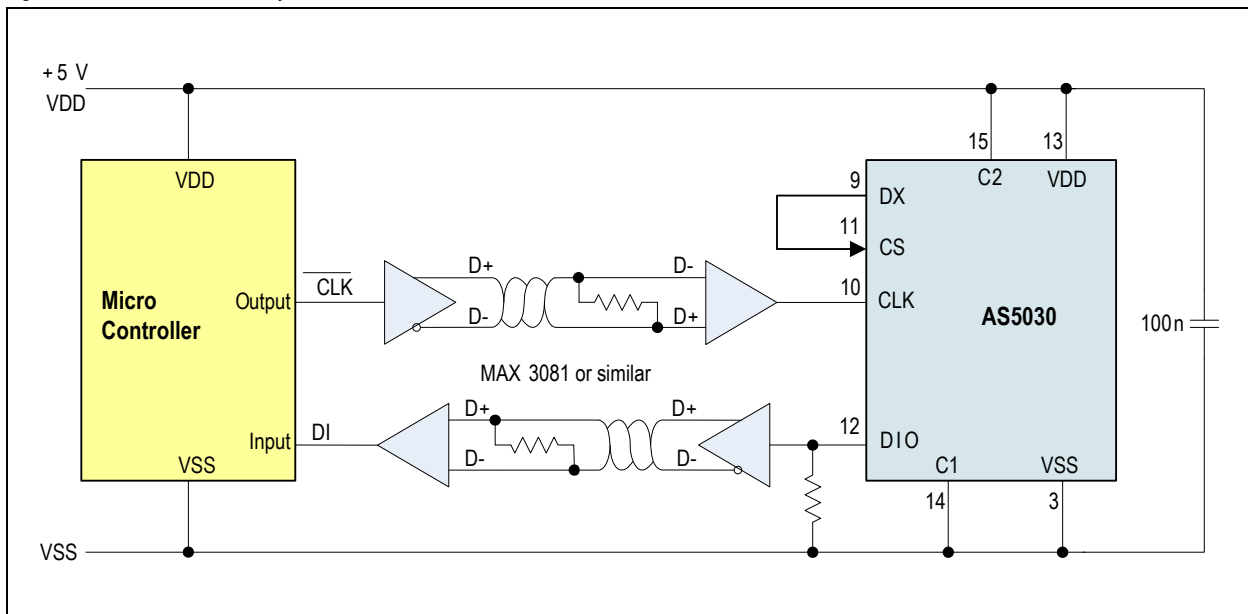 +5 V
VDD
VDD
Micro
Controller
Output
CLK
Input
DI
VSS
VSS
D+
D-
D-
D+
MAX 3081 or similar
D+
D-
D+
D-
15
13
C2
VDD
9
DX
11
CS
10
CLK
AS5030
12
DIO
C1
VSS
14
3
100n